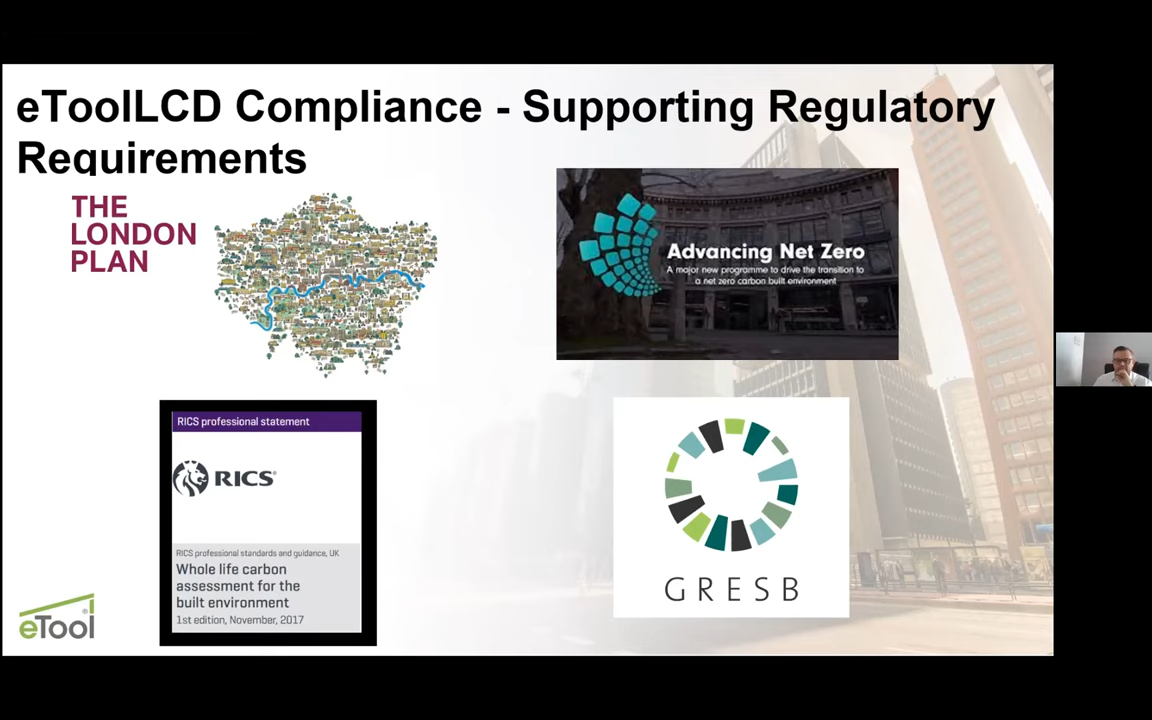 eToolLCD Compliance - Supporting Regulatory
Requirements
THE
LONDON
PLAN
Advancing Net Zero
A major new programme to drive the transition to
a net zero carbon built environment
RICS professional statement
RICS
RICS professional standards and guidance, UK
Whole life carbon
assessment for the
built environment
1st edition, November, 2017
GRESB
eTool